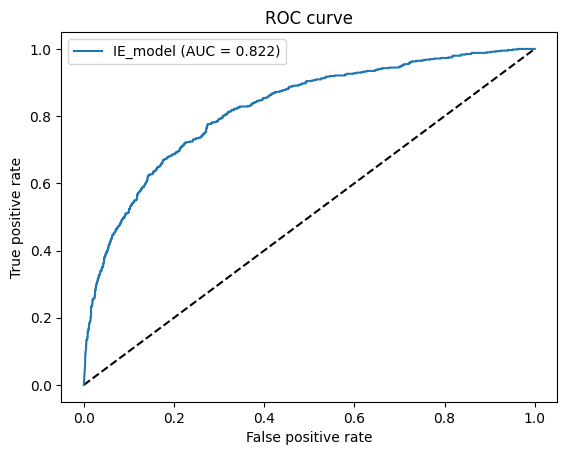 ROC curve
IE_model (AUC = 0.822)
True positive rate
1.0
0.8
0.6
0.4
0.2
0.0
0.0 0.2 0.4 0.6 0.8 1.0
False positive rate